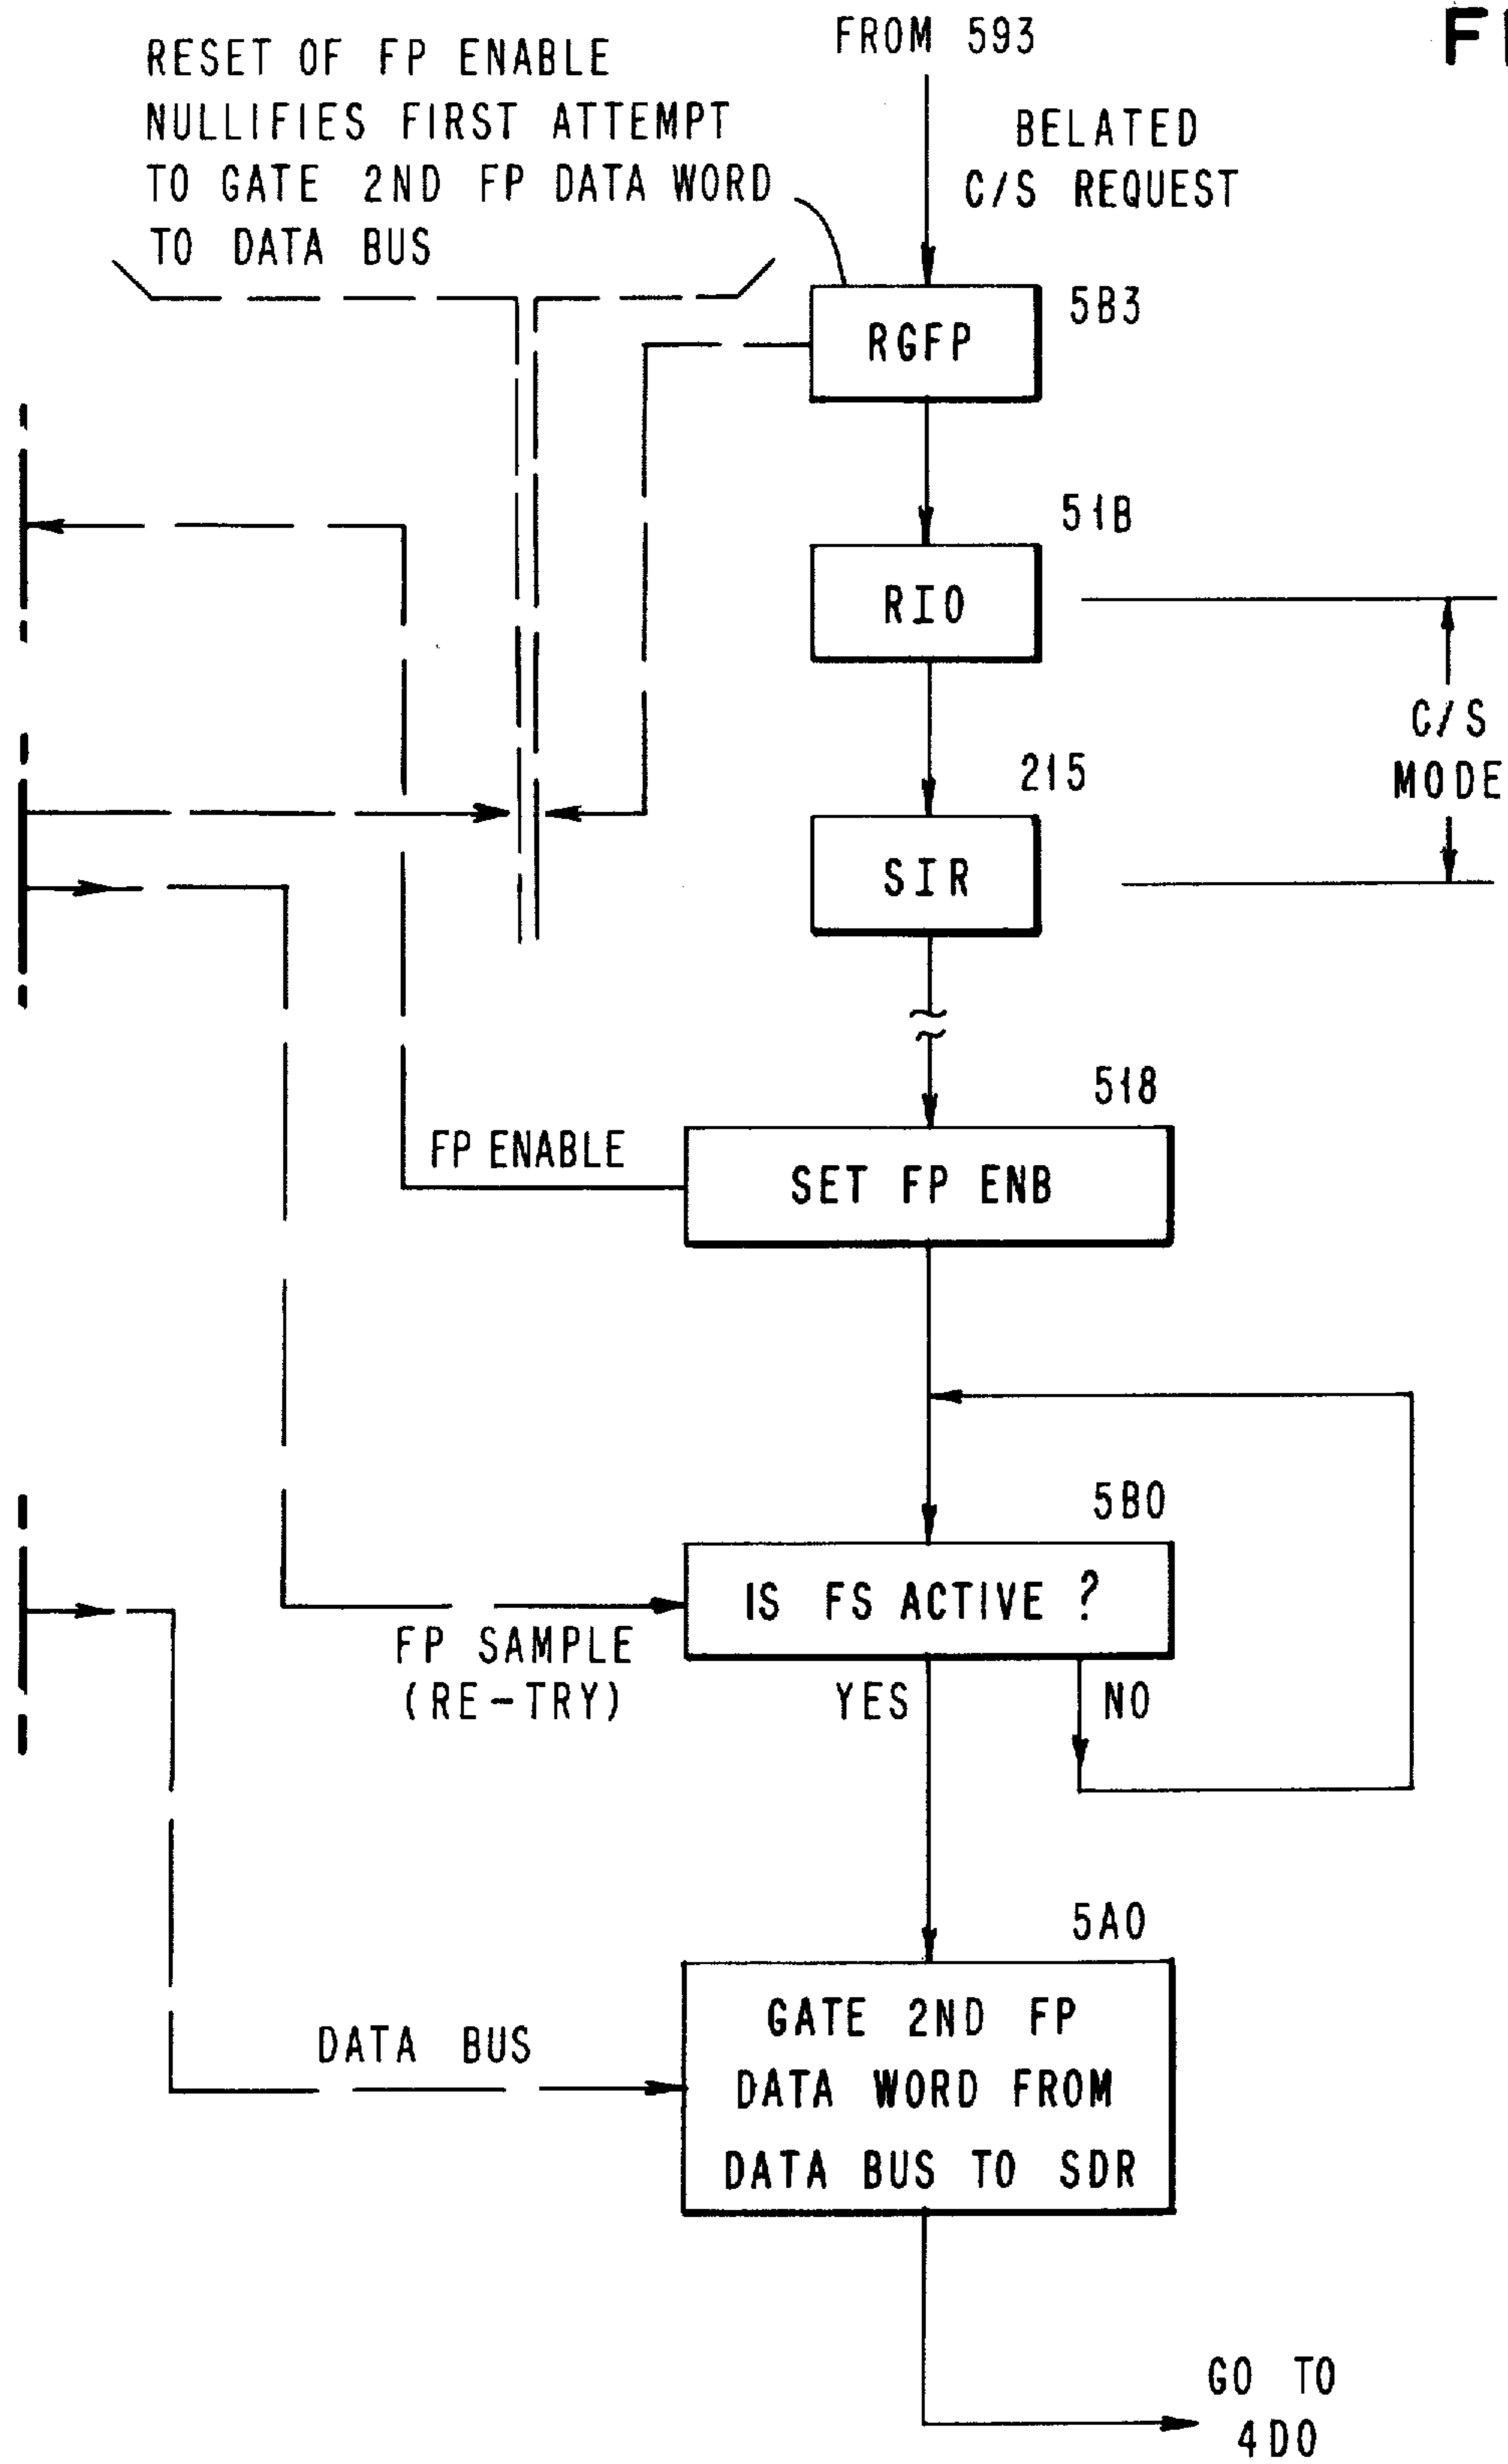 FROM 593
RESET OF FP ENABLE
NULLIFIES FIRST ATTEMPT
TO GATE 2ND FP DATA WORD
TO DATA BUS
BELATED
C/S REQUEST
5B3
RGFP
51B
RIO
C/S
MODE
215
SIR
518
FP ENABLE
SET FP ENB
5B0
IS FS ACTIVE ?
FP SAMPLE
(RE-TRY)
YES
NO
5A0
GATE 2ND FP
DATA WORD FROM
DATA BUS TO SDR
DATA BUS
GO TO
4D0